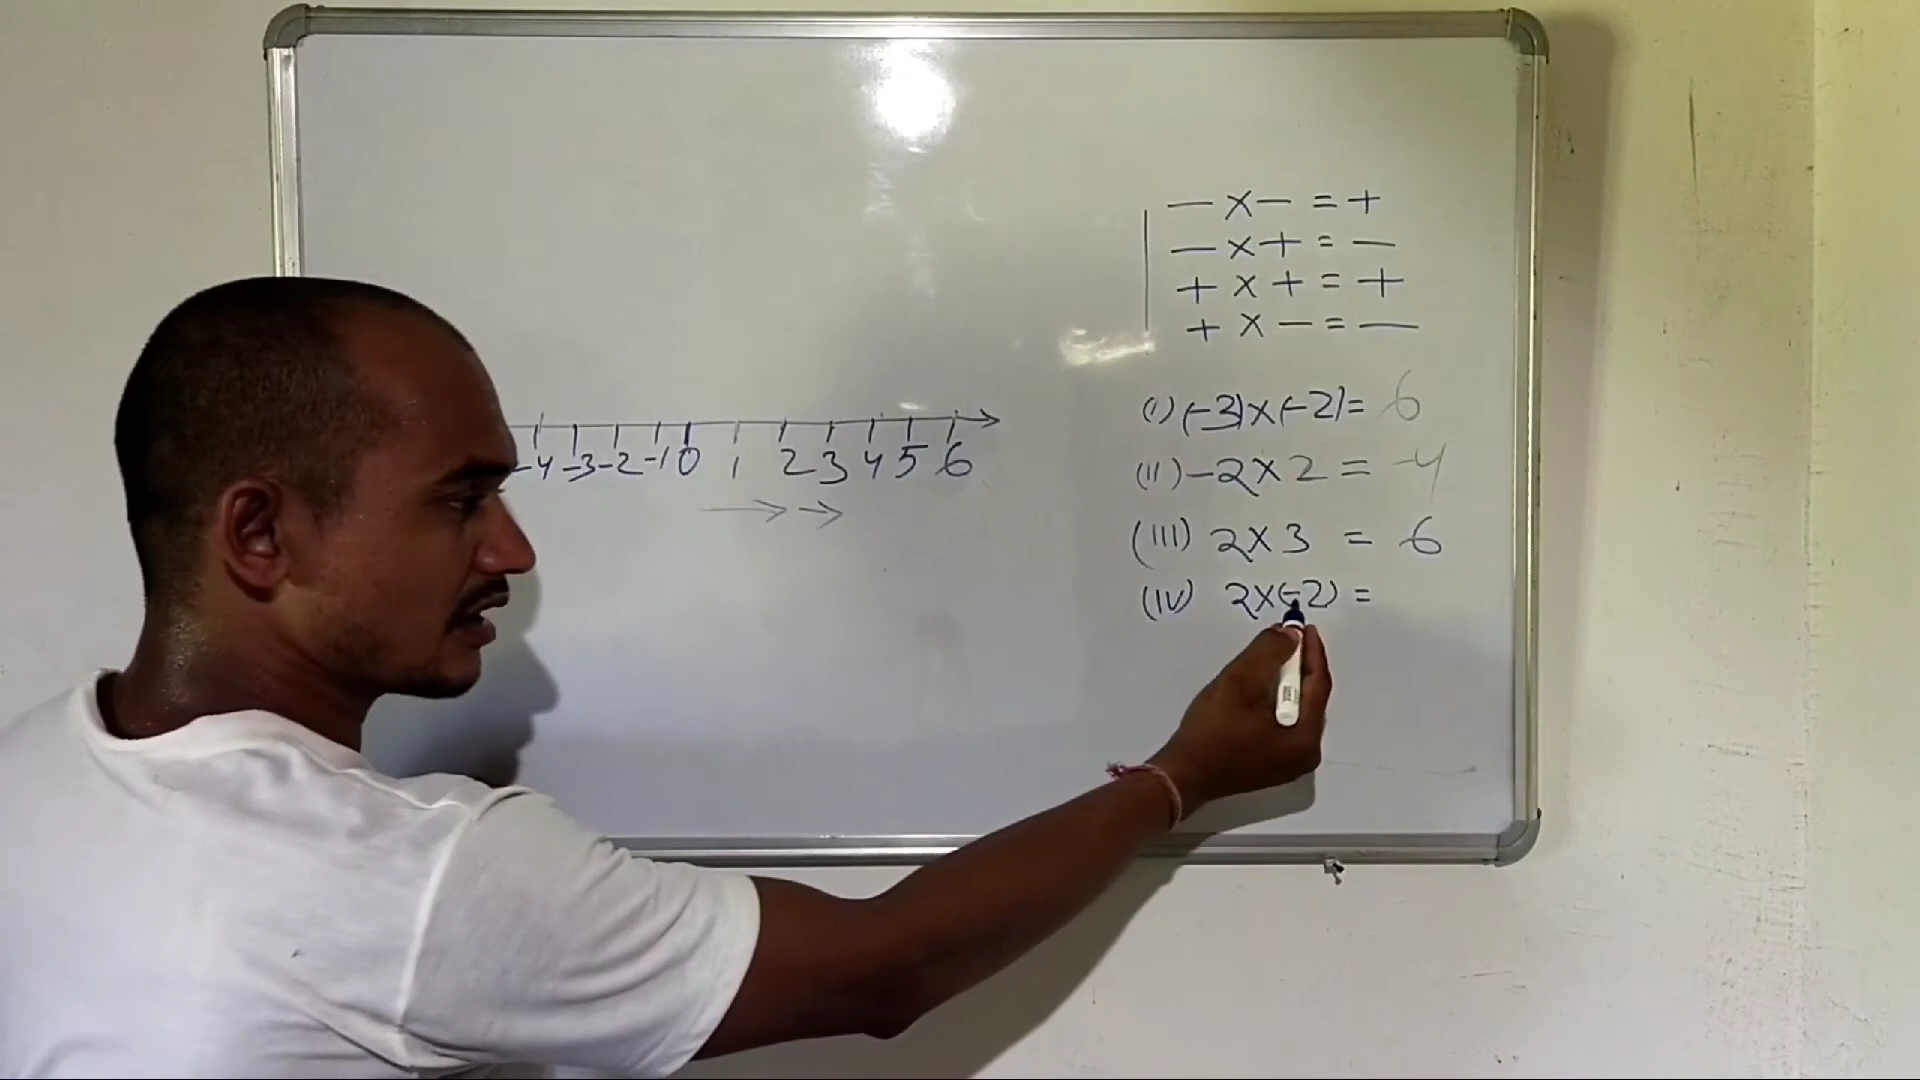 -4 -3 -2 -1 0 1 2 3 4 5 6
— × — = +
— × + = —
+ × + = +
+ × — = —
(i) (-3) × (-2) = 6
(ii) -2 × 2 = -4
(iii) 2 × 3 = 6
(iv) 2 × (-2) =